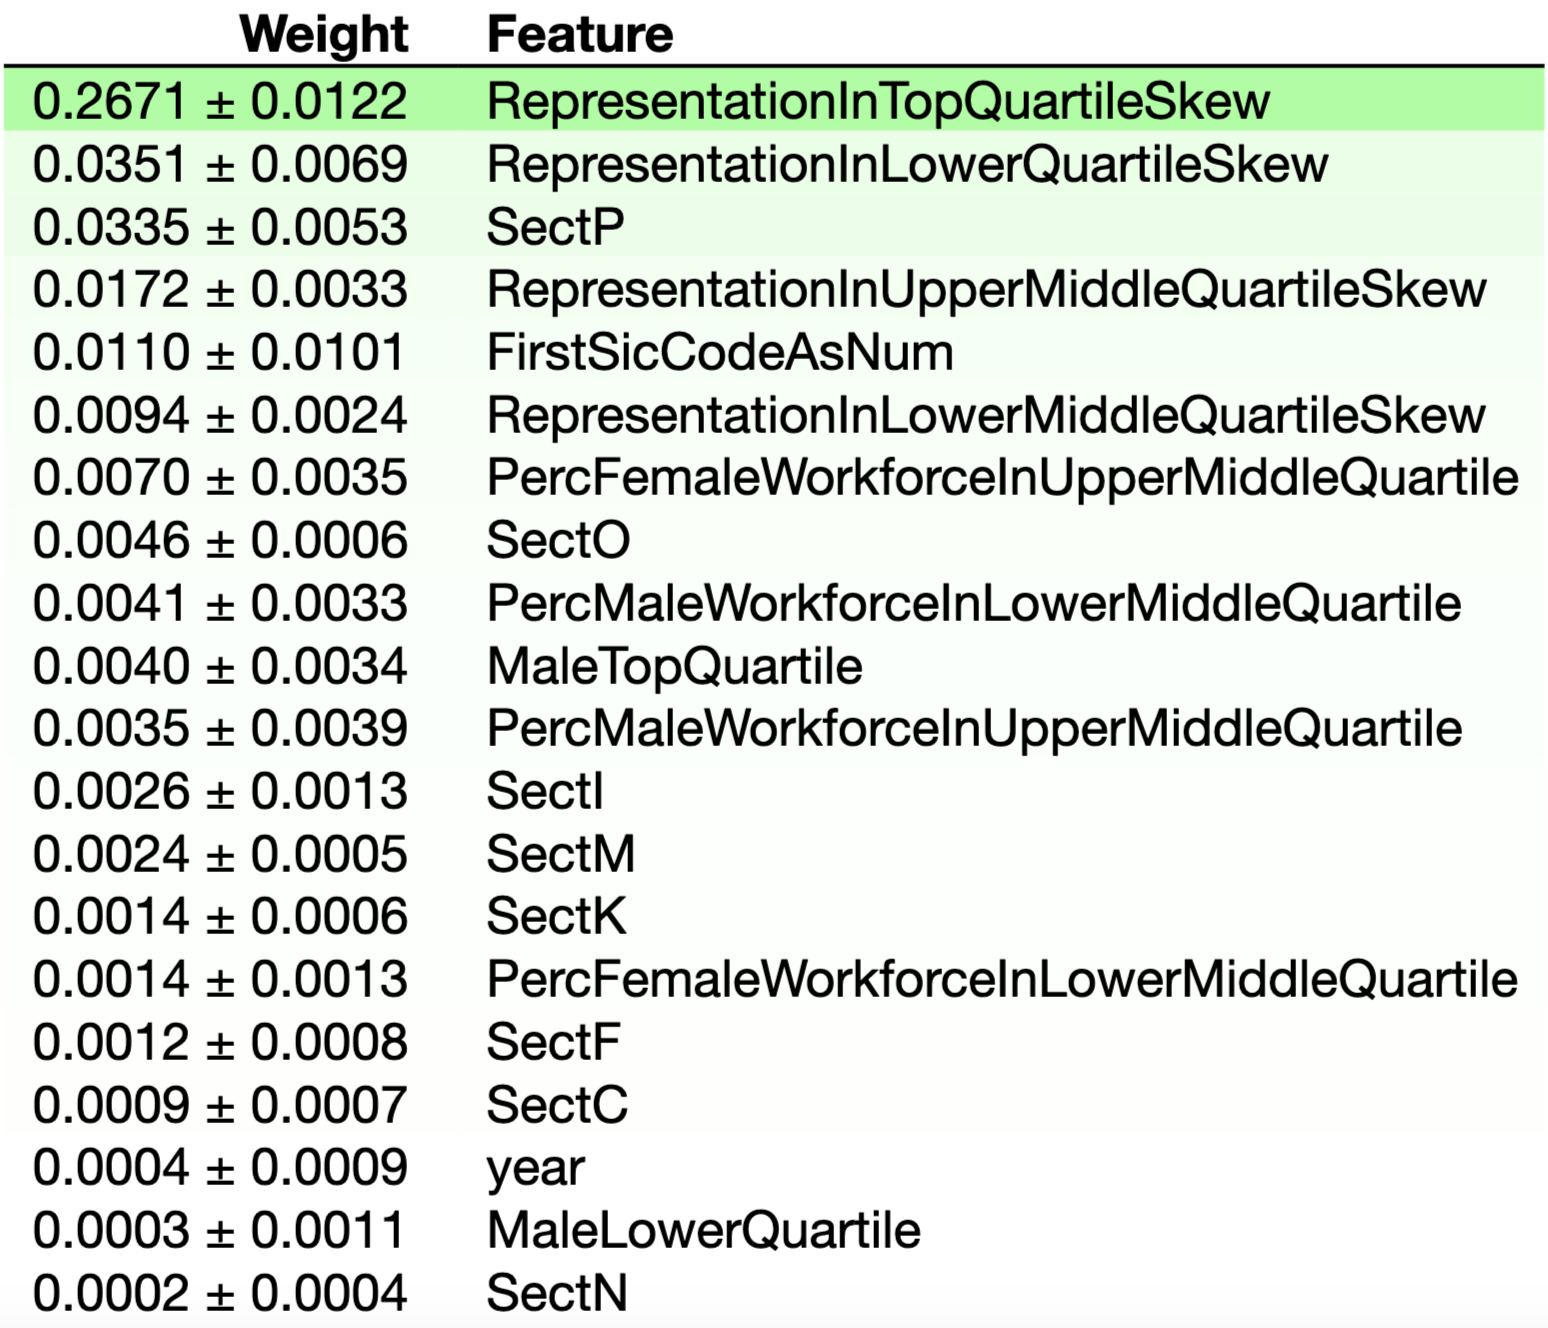 Weight Feature
0.2671 ± 0.0122 RepresentationInTopQuartileSkew
0.0351 ± 0.0069 RepresentationInLowerQuartileSkew
0.0335 ± 0.0053 SectP
0.0172 ± 0.0033 RepresentationInUpperMiddleQuartileSkew
0.0110 ± 0.0101 FirstSicCodeAsNum
0.0094 ± 0.0024 RepresentationInLowerMiddleQuartileSkew
0.0070 ± 0.0035 PercFemaleWorkforceInUpperMiddleQuartile
0.0046 ± 0.0006 SectO
0.0041 ± 0.0033 PercMaleWorkforceInLowerMiddleQuartile
0.0040 ± 0.0034 MaleTopQuartile
0.0035 ± 0.0039 PercMaleWorkforceInUpperMiddleQuartile
0.0026 ± 0.0013 SectI
0.0024 ± 0.0005 SectM
0.0014 ± 0.0006 SectK
0.0014 ± 0.0013 PercFemaleWorkforceInLowerMiddleQuartile
0.0012 ± 0.0008 SectF
0.0009 ± 0.0007 SectC
0.0004 ± 0.0009 year
0.0003 ± 0.0011 MaleLowerQuartile
0.0002 ± 0.0004 SectN